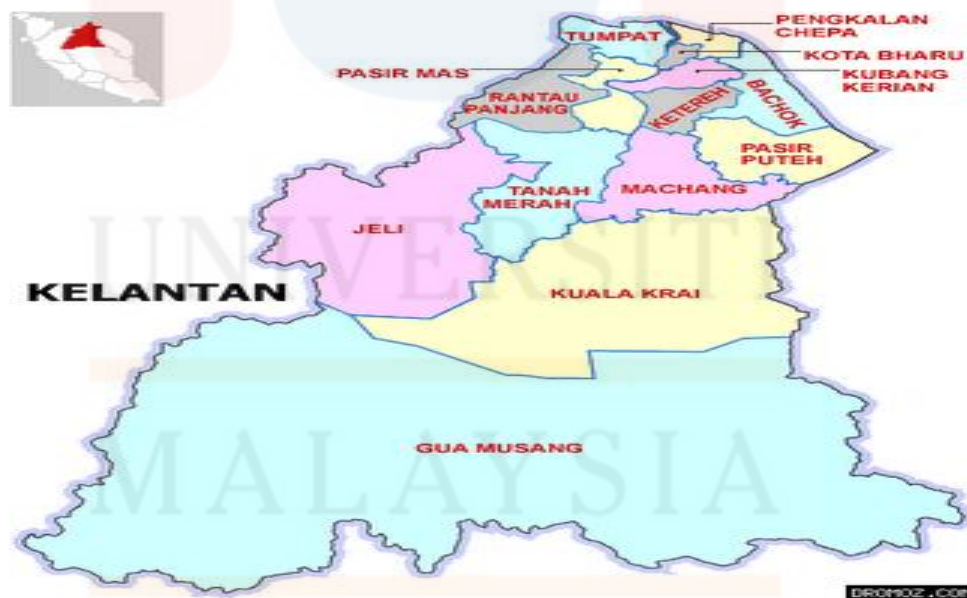 PENGKALAN
CHEPA
TUMPAT
KOTA BHARU
PASIR MAS
KUBANG
KERIAN
RANTAU
PANJANG
KETEREH
BACHOK
PASIR
PUTEH
TANAH
MERAH
MACHANG
JELI
UNIVERSITI
KELANTAN
KUALA KRAI
GUA MUSANG
MALAYSIA
DROMOZ.COM